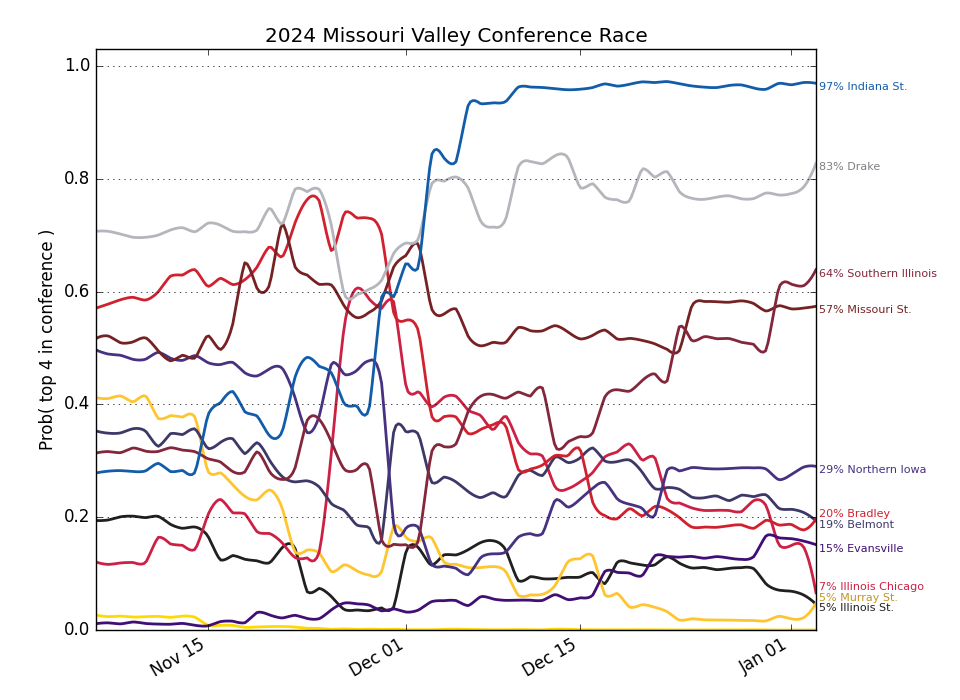 2024 Missouri Valley Conference Race
Prob( top 4 in conference )
1.0
0.8
0.6
0.4
0.2
0.0
Nov 15
Dec 01
Dec 15
Jan 01
97% Indiana St.
83% Drake
64% Southern Illinois
57% Missouri St.
29% Northern Iowa
20% Bradley
19% Belmont
15% Evansville
7% Illinois Chicago
5% Murray St.
5% Illinois St.